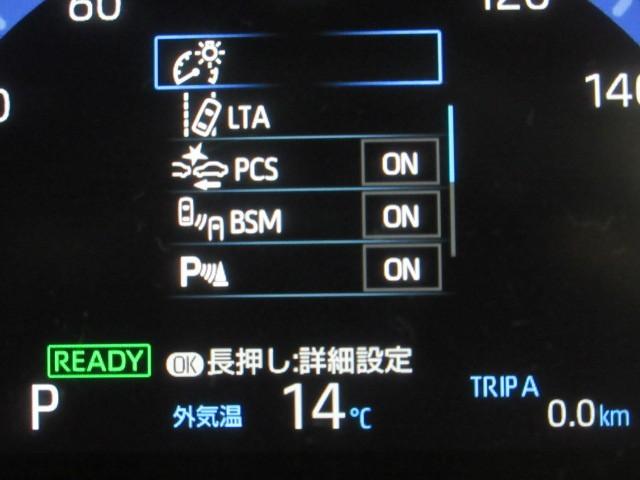 60
120
0
140
LTA
PCS ON
BSM ON
P ON
READY
OK 長押し:詳細設定
P
外気温 14℃
TRIP A
0.0km